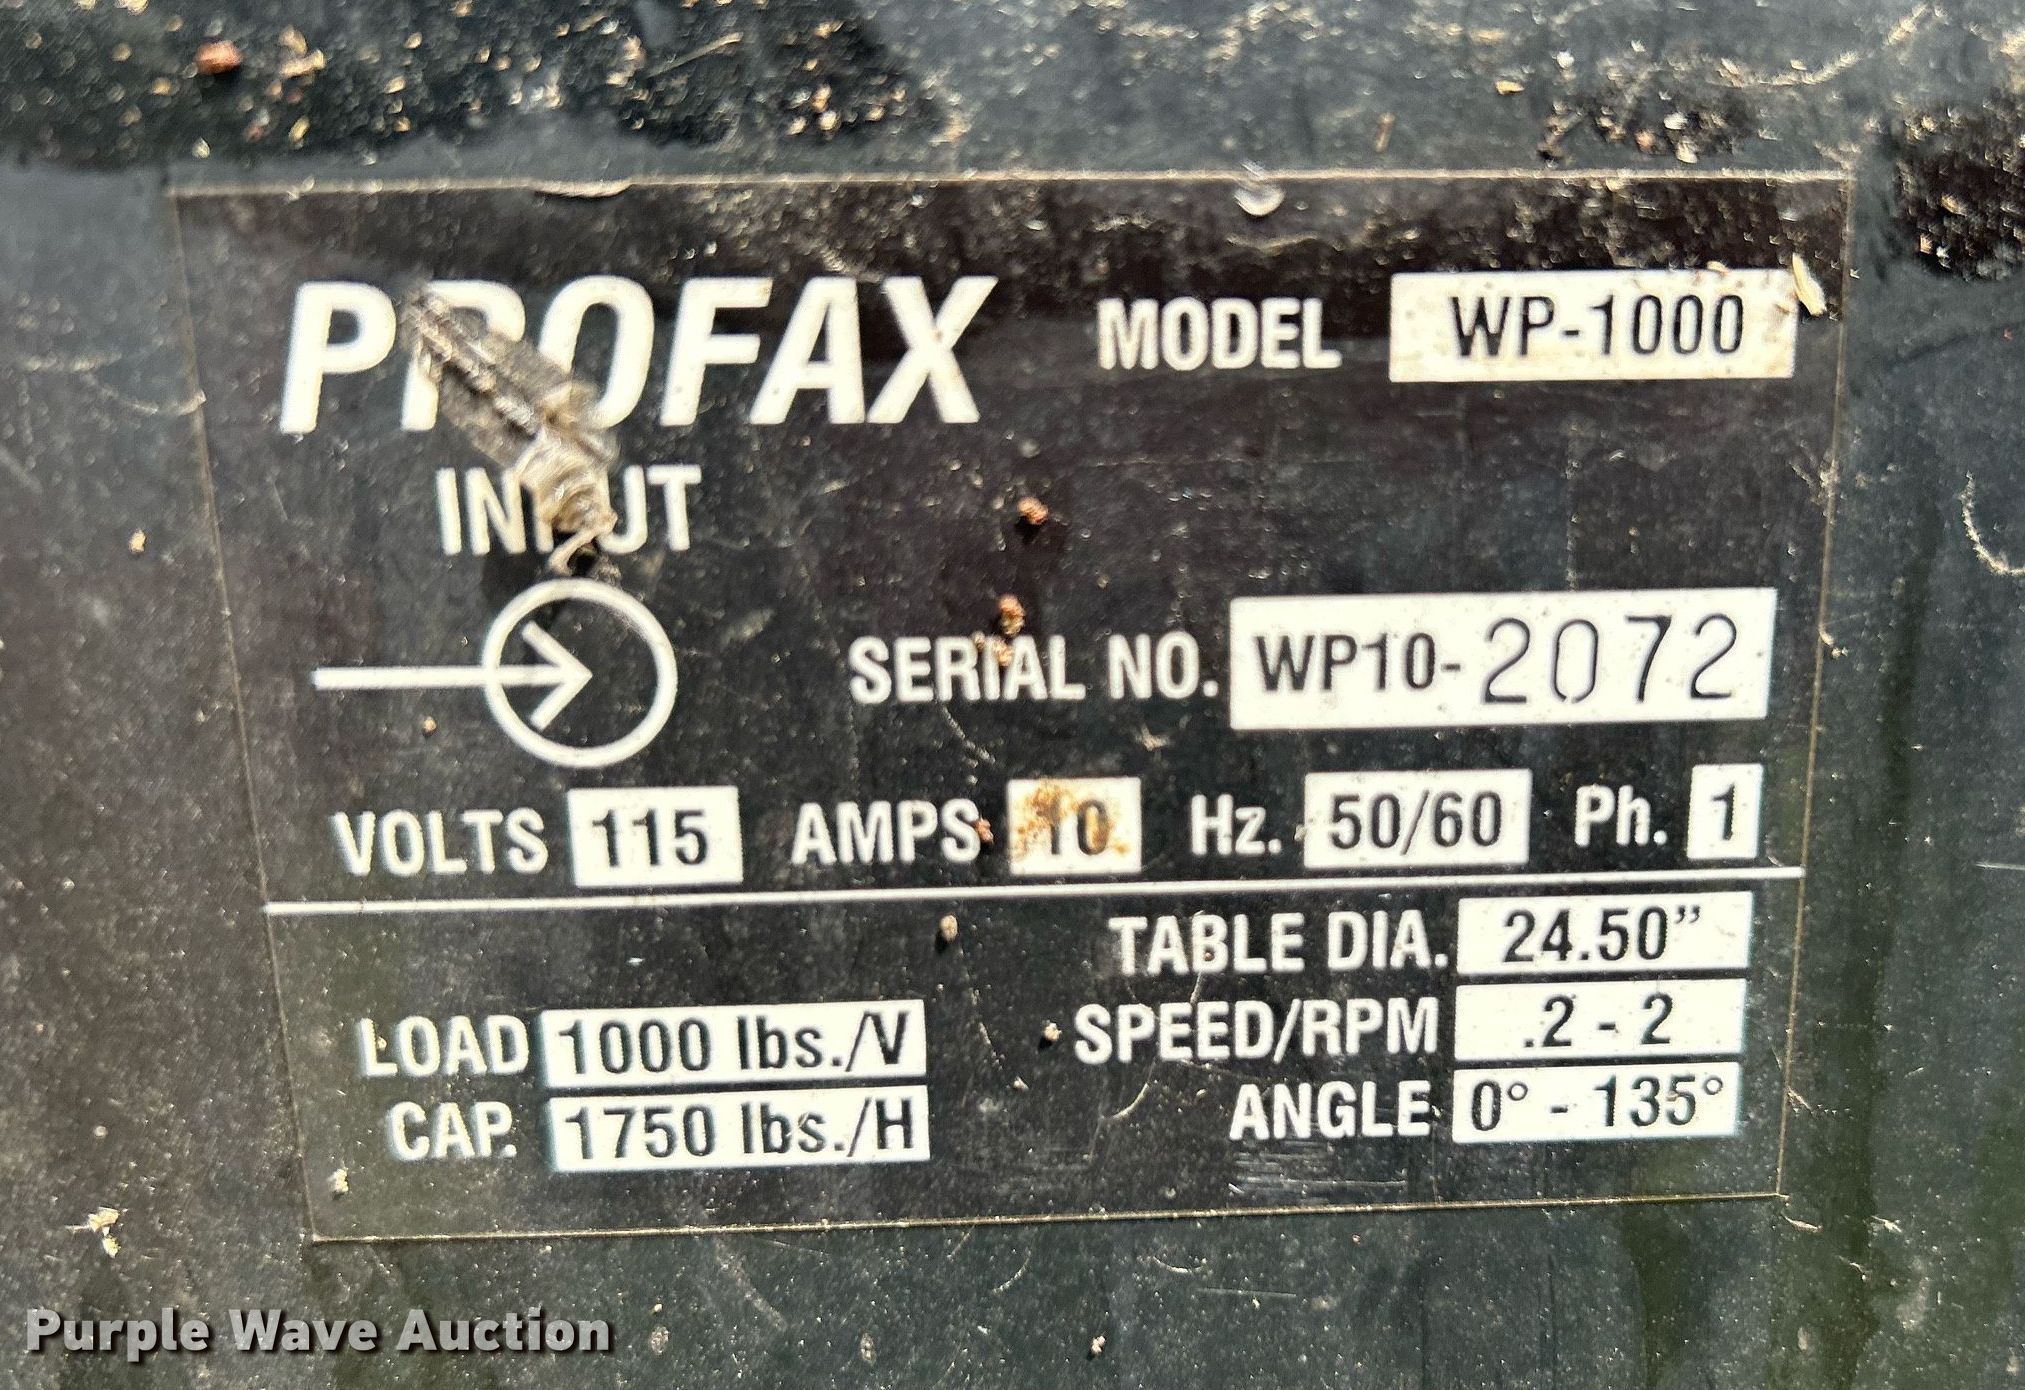 PROFAX MODEL WP-1000
INPUT
SERIAL NO. WP10-2072
VOLTS 115 AMPS 10 Hz. 50/60 Ph. 1
TABLE DIA. 24.50”
LOAD 1000 lbs./V SPEED/RPM .2 - 2
CAP. 1750 lbs./H ANGLE 0° - 135°
Purple Wave Auction